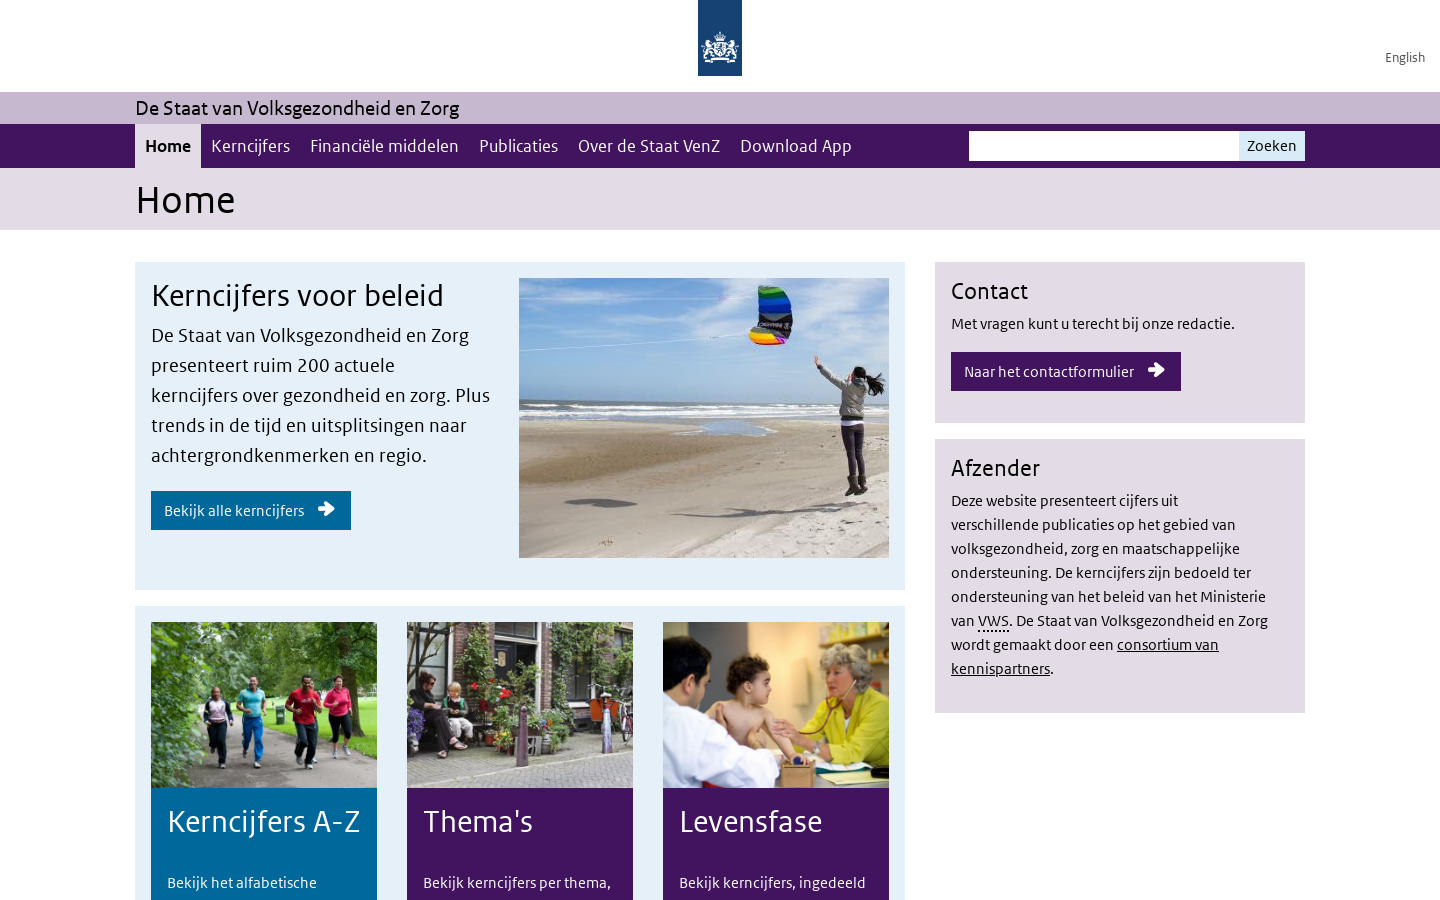 English
De Staat van Volksgezondheid en Zorg
Home Kerncijfers Financiële middelen Publicaties Over de Staat VenZ Download App Zoeken
Home
Kerncijfers voor beleid
De Staat van Volksgezondheid en Zorg
presenteert ruim 200 actuele
kerncijfers over gezondheid en zorg. Plus
trends in de tijd en uitsplitsingen naar
achtergrondkenmerken en regio.
Bekijk alle kerncijfers
Contact
Met vragen kunt u terecht bij onze redactie.
Naar het contactformulier
Afzender
Deze website presenteert cijfers uit
verschillende publicaties op het gebied van
volksgezondheid, zorg en maatschappelijke
ondersteuning. De kerncijfers zijn bedoeld ter
ondersteuning van het beleid van het Ministerie
van VWS. De Staat van Volksgezondheid en Zorg
wordt gemaakt door een consortium van
kennispartners.
Kerncijfers A-Z
Bekijk het alfabetische
Thema's
Bekijk kerncijfers per thema,
Levensfase
Bekijk kerncijfers, ingedeeld